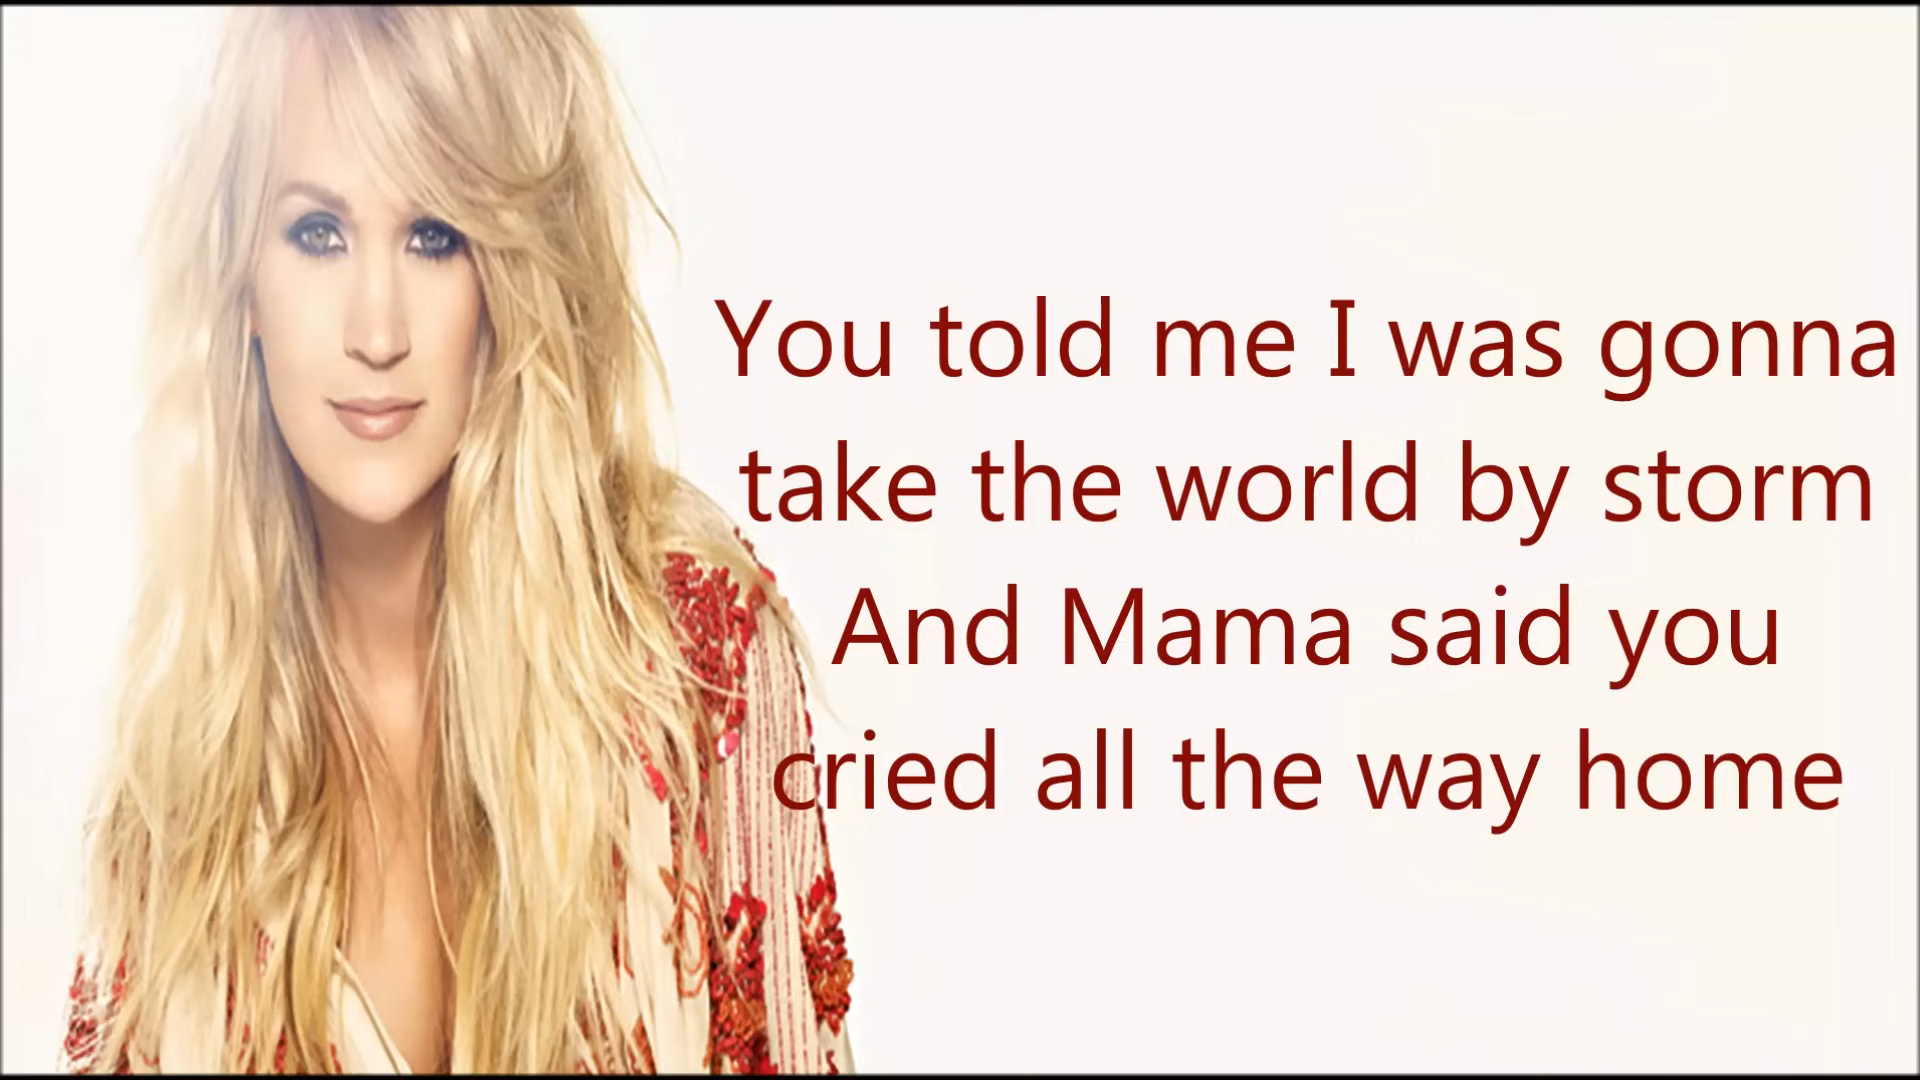 You told me I was gonna
take the world by storm
And Mama said you
cried all the way home